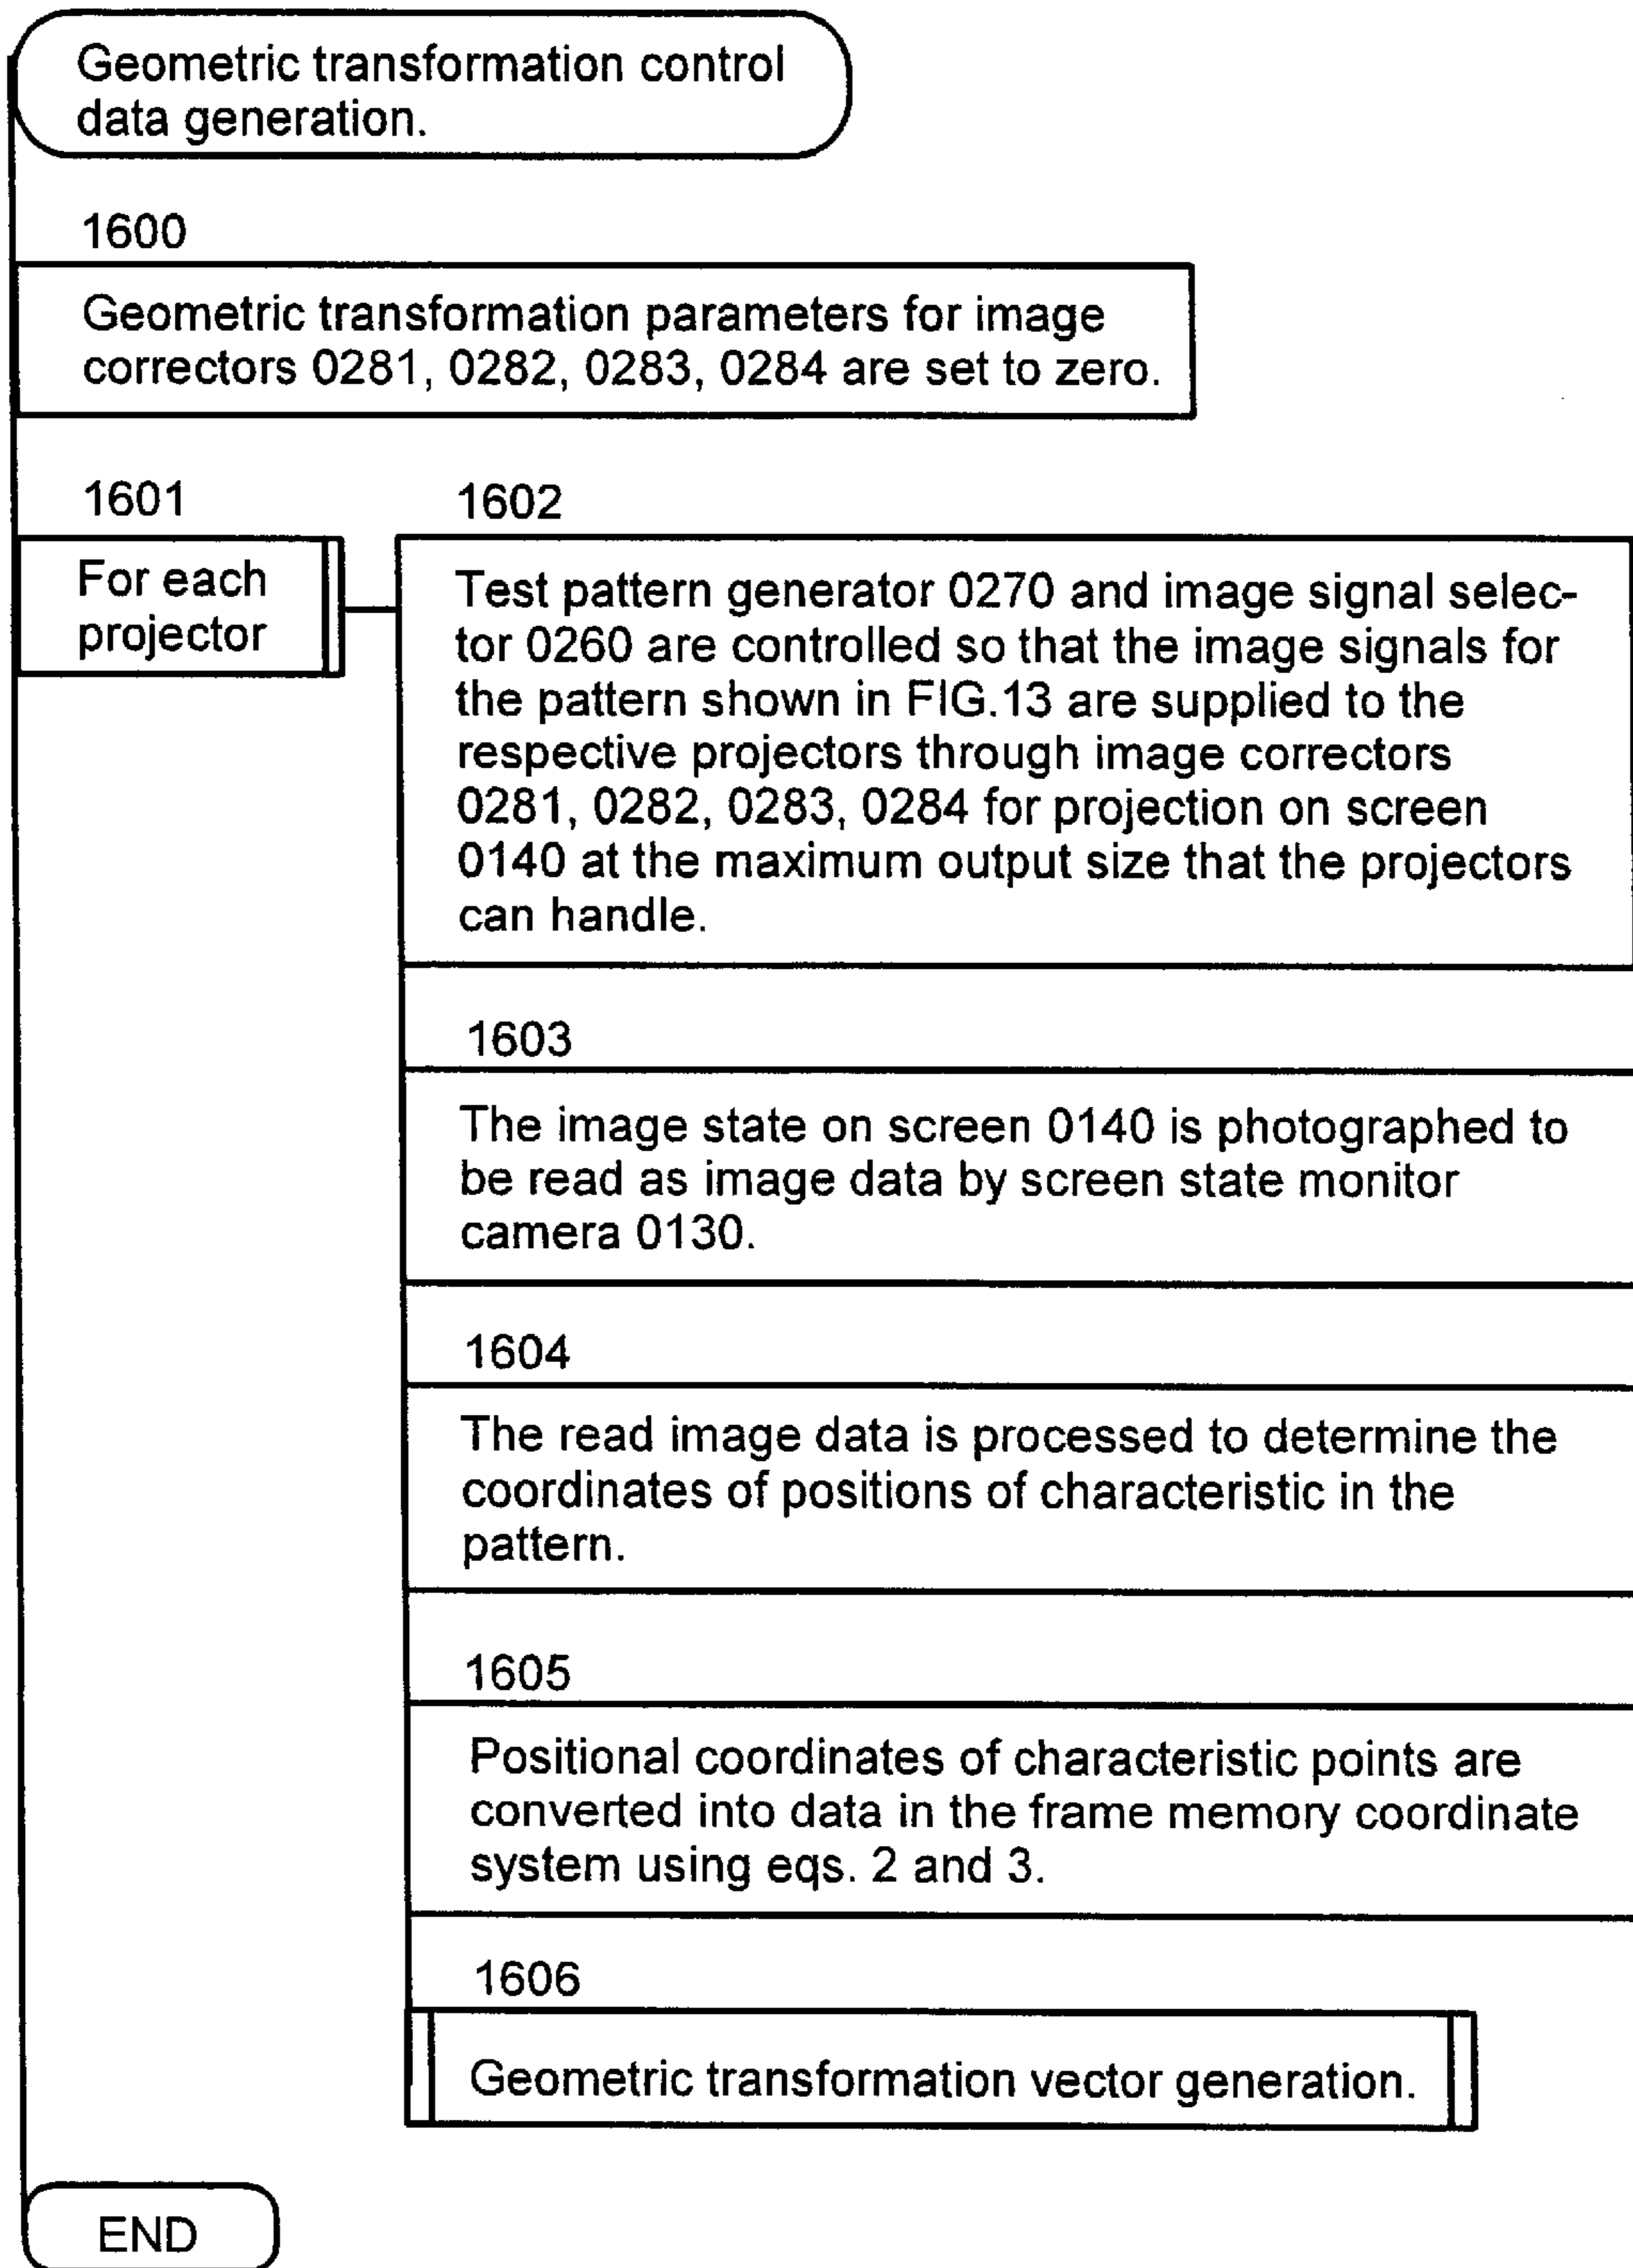 Geometric transformation control
data generation.
1600
Geometric transformation parameters for image
correctors 0281, 0282, 0283, 0284 are set to zero.
1601
For each
projector
1602
Test pattern generator 0270 and image signal selec-
tor 0260 are controlled so that the image signals for
the pattern shown in FIG.13 are supplied to the
respective projectors through image correctors
0281, 0282, 0283, 0284 for projection on screen
0140 at the maximum output size that the projectors
can handle.
1603
The image state on screen 0140 is photographed to
be read as image data by screen state monitor
camera 0130.
1604
The read image data is processed to determine the
coordinates of positions of characteristic in the
pattern.
1605
Positional coordinates of characteristic points are
converted into data in the frame memory coordinate
system using eqs. 2 and 3.
1606
Geometric transformation vector generation.
END